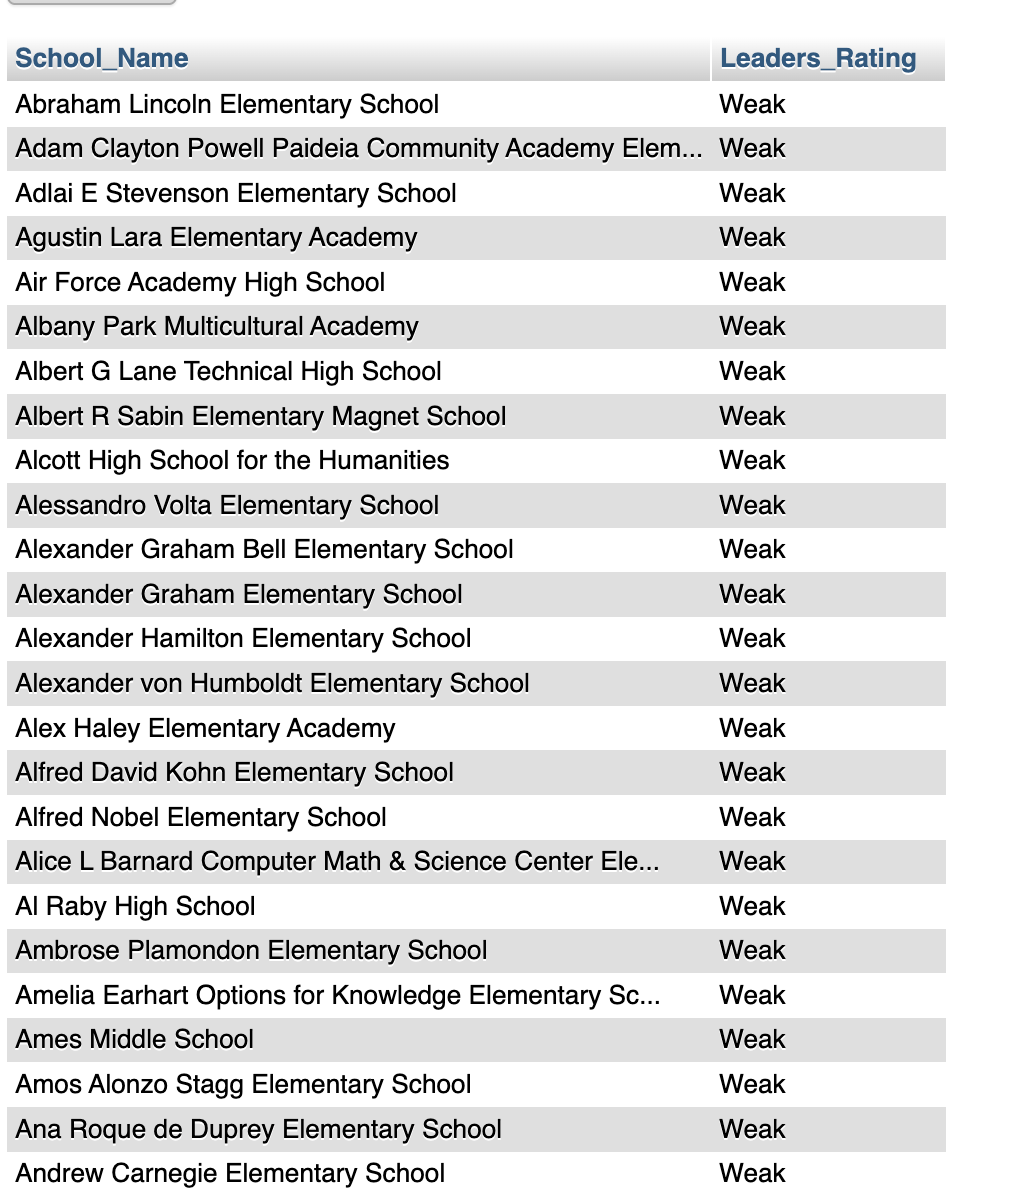 School_Name Leaders_Rating
Abraham Lincoln Elementary School Weak
Adam Clayton Powell Paideia Community Academy Elem... Weak
Adlai E Stevenson Elementary School Weak
Agustin Lara Elementary Academy Weak
Air Force Academy High School Weak
Albany Park Multicultural Academy Weak
Albert G Lane Technical High School Weak
Albert R Sabin Elementary Magnet School Weak
Alcott High School for the Humanities Weak
Alessandro Volta Elementary School Weak
Alexander Graham Bell Elementary School Weak
Alexander Graham Elementary School Weak
Alexander Hamilton Elementary School Weak
Alexander von Humboldt Elementary School Weak
Alex Haley Elementary Academy Weak
Alfred David Kohn Elementary School Weak
Alfred Nobel Elementary School Weak
Alice L Barnard Computer Math & Science Center Ele... Weak
Al Raby High School Weak
Ambrose Plamondon Elementary School Weak
Amelia Earhart Options for Knowledge Elementary Sc... Weak
Ames Middle School Weak
Amos Alonzo Stagg Elementary School Weak
Ana Roque de Duprey Elementary School Weak
Andrew Carnegie Elementary School Weak